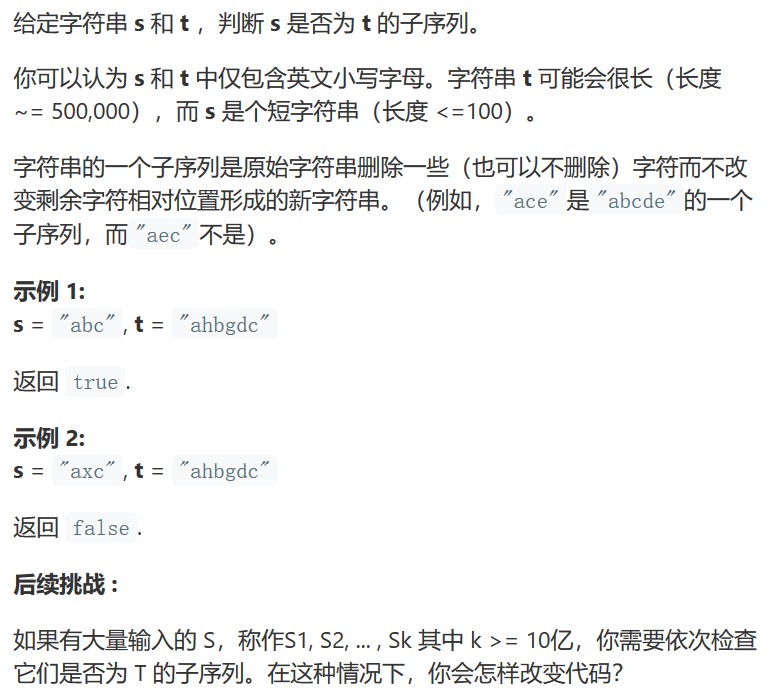 给定字符串 s 和 t ，判断 s 是否为 t 的子序列。
你可以认为 s 和 t 中仅包含英文小写字母。字符串 t 可能会很长（长度
~= 500,000），而 s 是个短字符串（长度 <=100）。
字符串的一个子序列是原始字符串删除一些（也可以不删除）字符而不改
变剩余字符相对位置形成的新字符串。（例如，"ace"是"abcde"的一个
子序列，而"aec"不是）。
示例 1:
s = "abc", t = "ahbgdc"
返回 true.
示例 2:
s = "axc", t = "ahbgdc"
返回 false.
后续挑战 :
如果有大量输入的 S，称作S1, S2, ... , Sk 其中 k >= 10亿，你需要依次检查
它们是否为 T 的子序列。在这种情况下，你会怎样改变代码？